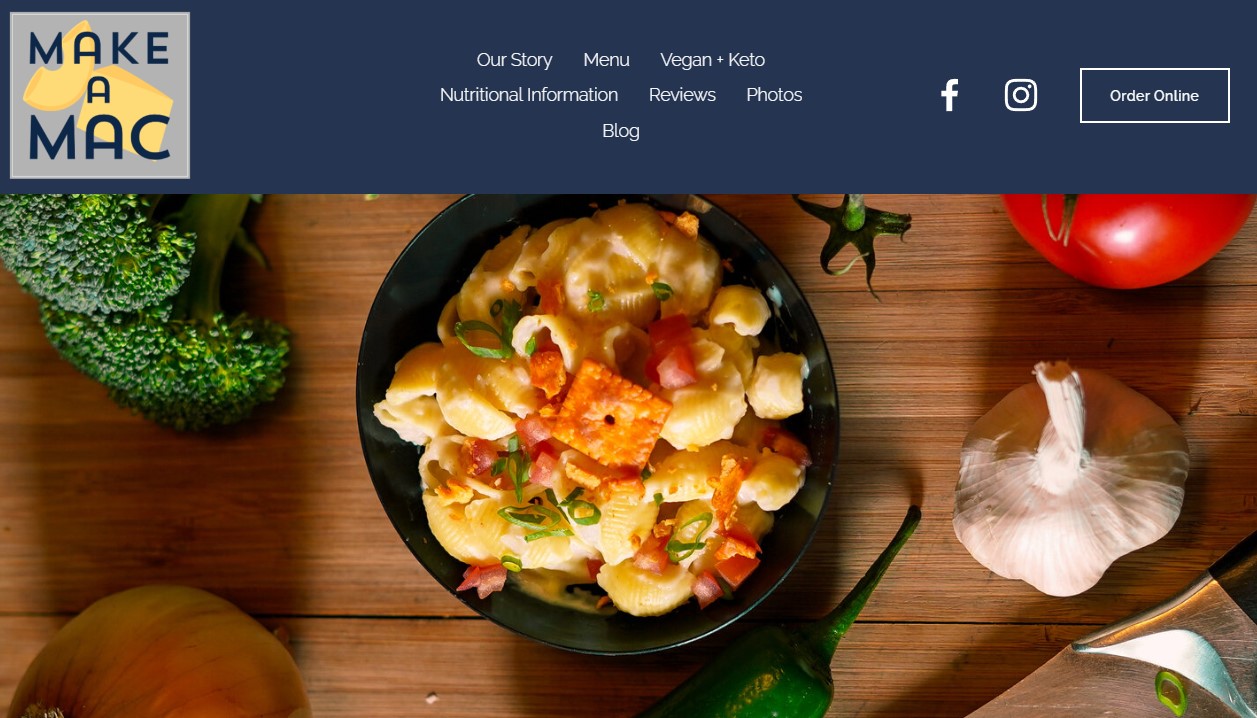 MAKE
A
MAC
Our Story Menu Vegan + Keto
Nutritional Information Reviews Photos
Blog
Order Online